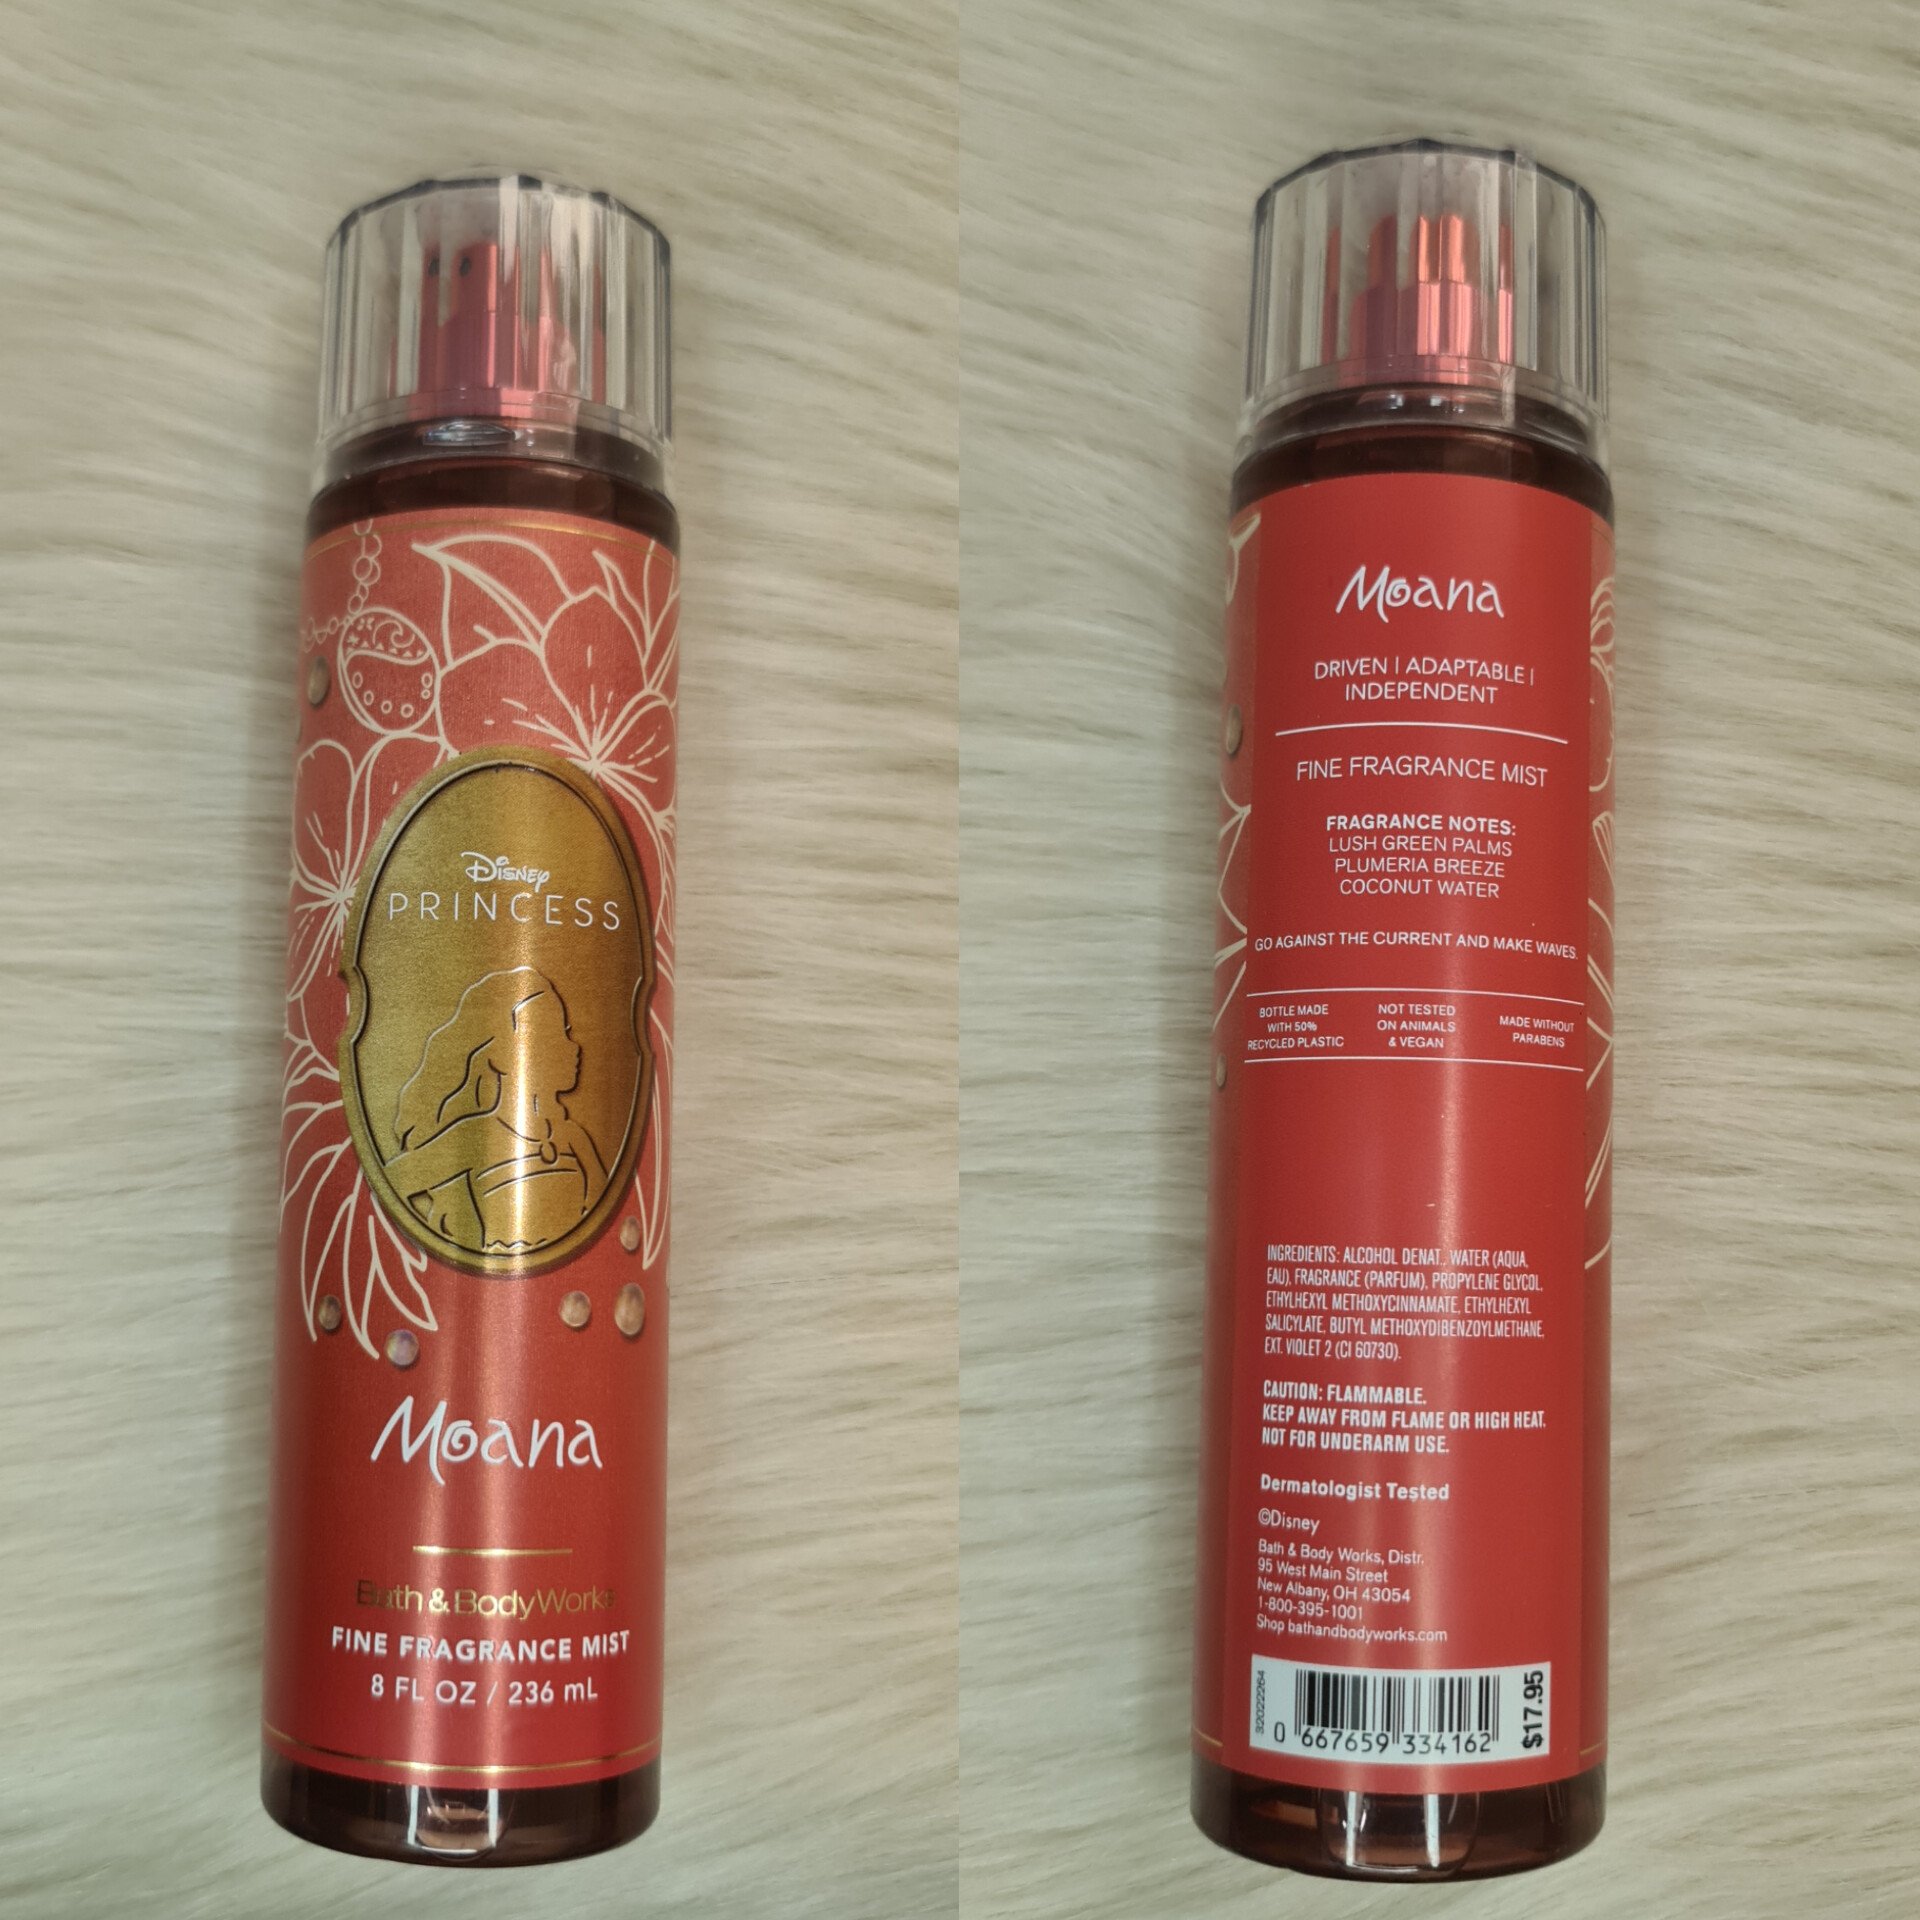 Disney
PRINCESS
Moana
Bath & Body Works
FINE FRAGRANCE MIST
8 FL OZ / 236 mL
Moana
DRIVEN | ADAPTABLE |
INDEPENDENT
FINE FRAGRANCE MIST
FRAGRANCE NOTES:
LUSH GREEN PALMS
PLUMERIA BREEZE
COCONUT WATER
GO AGAINST THE CURRENT AND MAKE WAVES.
BOTTLE MADE
WITH 50%
RECYCLED PLASTIC
NOT TESTED
ON ANIMALS
& VEGAN
MADE WITHOUT
PARABENS
INGREDIENTS: ALCOHOL DENAT., WATER (AQUA,
EAU), FRAGRANCE (PARFUM), PROPYLENE GLYCOL,
ETHYLHEXYL METHOXYCINNAMATE, ETHYLHEXYL
SALICYLATE, BUTYL METHOXYDIBENZOYLMETHANE,
EXT. VIOLET 2 (CI 60730).
CAUTION: FLAMMABLE.
KEEP AWAY FROM FLAME OR HIGH HEAT.
NOT FOR UNDERARM USE.
Dermatologist Tested
©Disney
Bath & Body Works, Distr.
95 West Main Street
New Albany, OH 43054
1-800-395-1001
Shop bathandbodyworks.com
32022264
0 667659 334162
$17.95